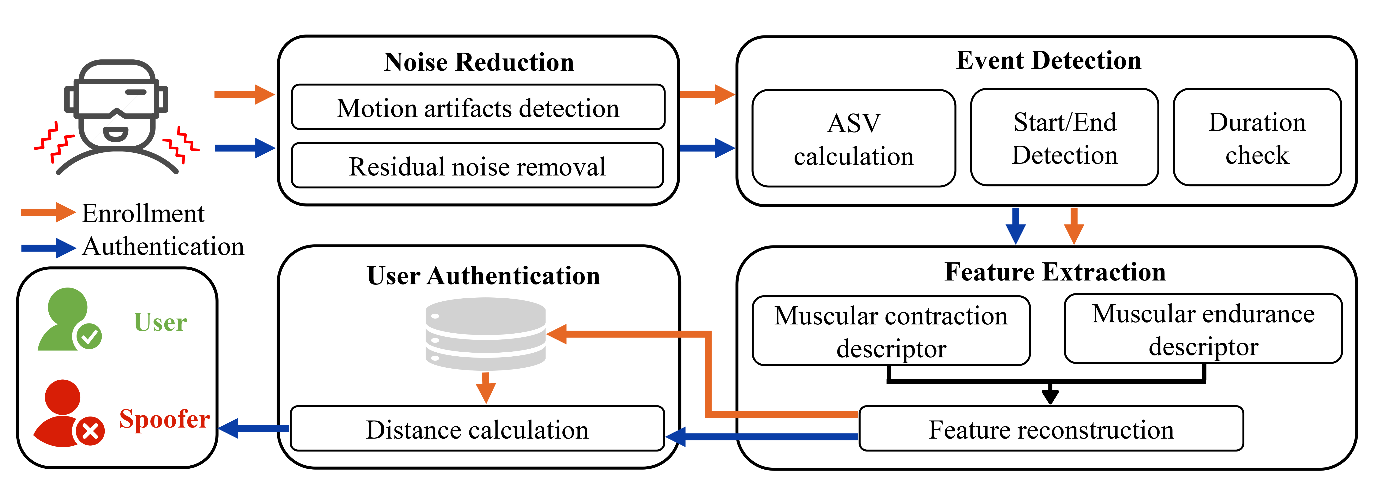 Noise Reduction
Motion artifacts detection
Residual noise removal
Event Detection
ASV
calculation
Start/End
Detection
Duration
check
Enrollment
Authentication
User
Spoofer
User Authentication
Distance calculation
Feature Extraction
Muscular contraction
descriptor
Muscular endurance
descriptor
Feature reconstruction